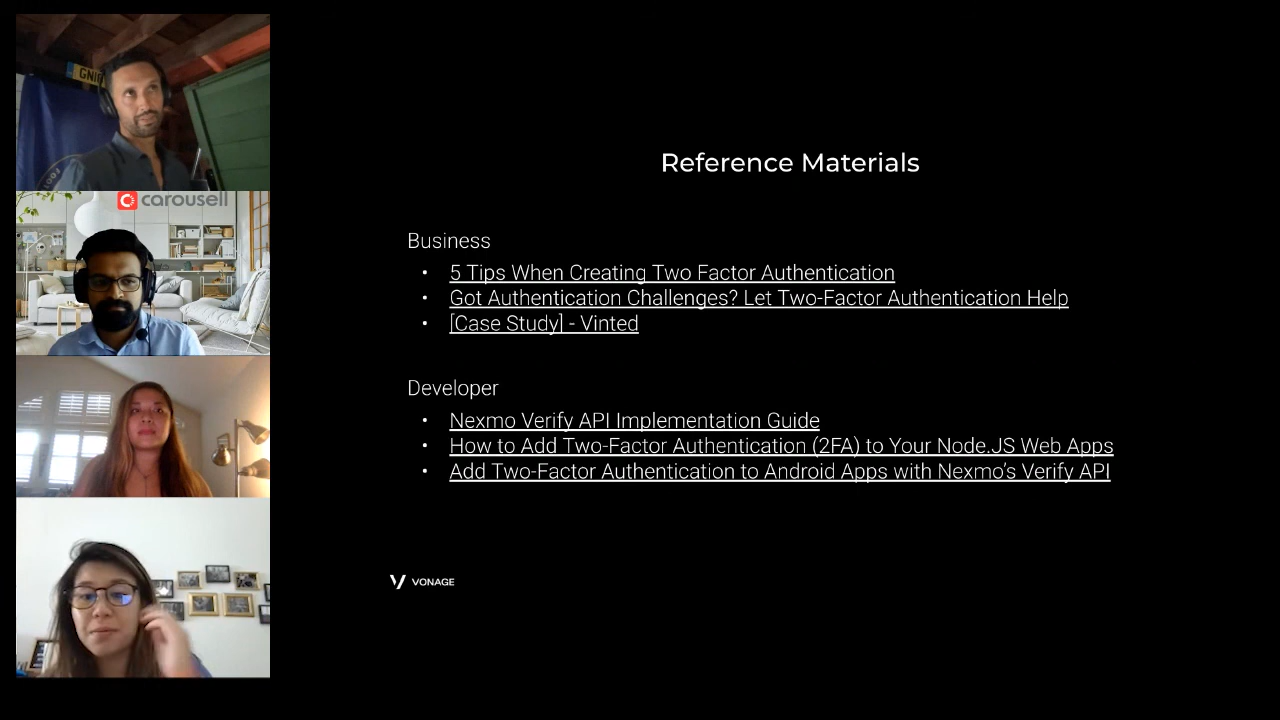 GNI
carousell
Reference Materials
Business
• 5 Tips When Creating Two Factor Authentication
• Got Authentication Challenges? Let Two-Factor Authentication Help
• [Case Study] - Vinted
Developer
• Nexmo Verify API Implementation Guide
• How to Add Two-Factor Authentication (2FA) to Your Node.JS Web Apps
• Add Two-Factor Authentication to Android Apps with Nexmo's Verify API
VONAGE